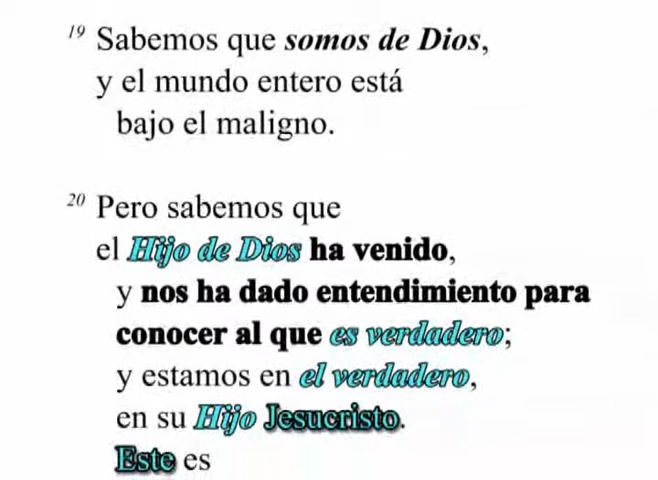 19 Sabemos que somos de Dios,
y el mundo entero está
bajo el maligno.
20 Pero sabemos que
el Hijo de Dios ha venido,
y nos ha dado entendimiento para
conocer al que es verdadero;
y estamos en el verdadero,
en su Hijo Jesucristo.
Este es